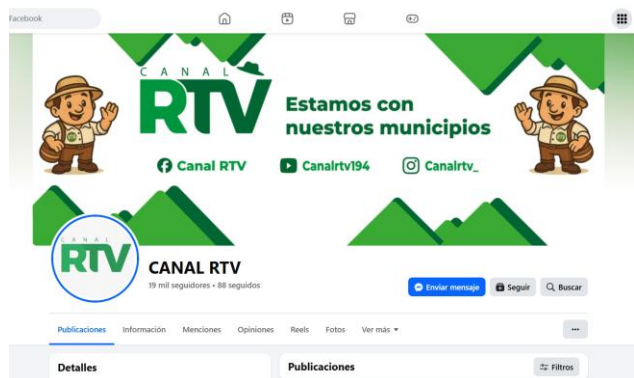 Facebook
CANAL
RTV
Estamos con
nuestros municipios
Canal RTV
Canalrtv194
Canalrtv_
CANAL
RTV
CANAL RTV
19 mil seguidores • 88 seguidos
Enviar mensaje
Seguir
Buscar
Publicaciones Información Menciones Opiniones Reels Fotos Ver más
Detalles
Publicaciones
Filtros